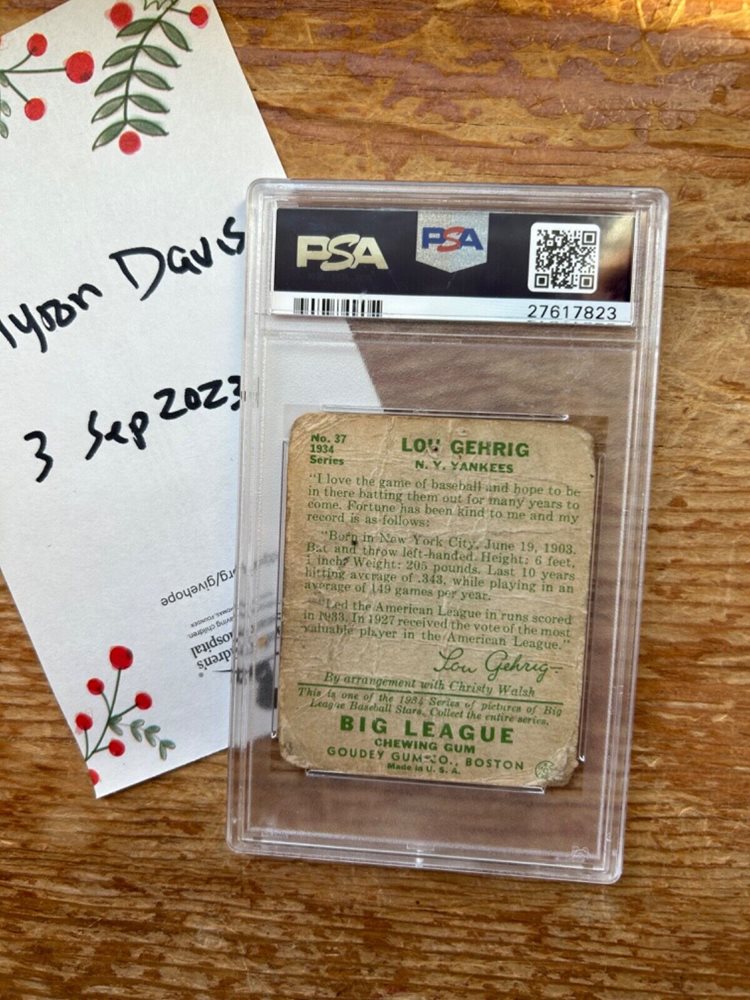 Davis
3 Sep 2023
org/givehope
PSA
PSA
27617823
No. 37
1934
Series
LOU GEHRIG
N. Y. YANKEES
"I love the game of baseball and hope to be
in there batting them out for many years to
come. Fortune has been kind to me and my
record is as follows:
"Born in New York City, June 19, 1903.
Bat and throw left-handed. Height: 6 feet,
1 inch. Weight: 205 pounds. Last 10 years
hitting average of .343, while playing in an
average of 149 games per year.
"Led the American League in runs scored
in 1933. In 1927 received the vote of the most
valuable player in the American League."
Lou Gehrig
By arrangement with Christy Walsh
This is one of the 1934 Series of pictures of Big
League Baseball Stars. Collect the entire series.
BIG LEAGUE
CHEWING GUM
GOUDEY GUM CO., BOSTON
Made in U. S. A.